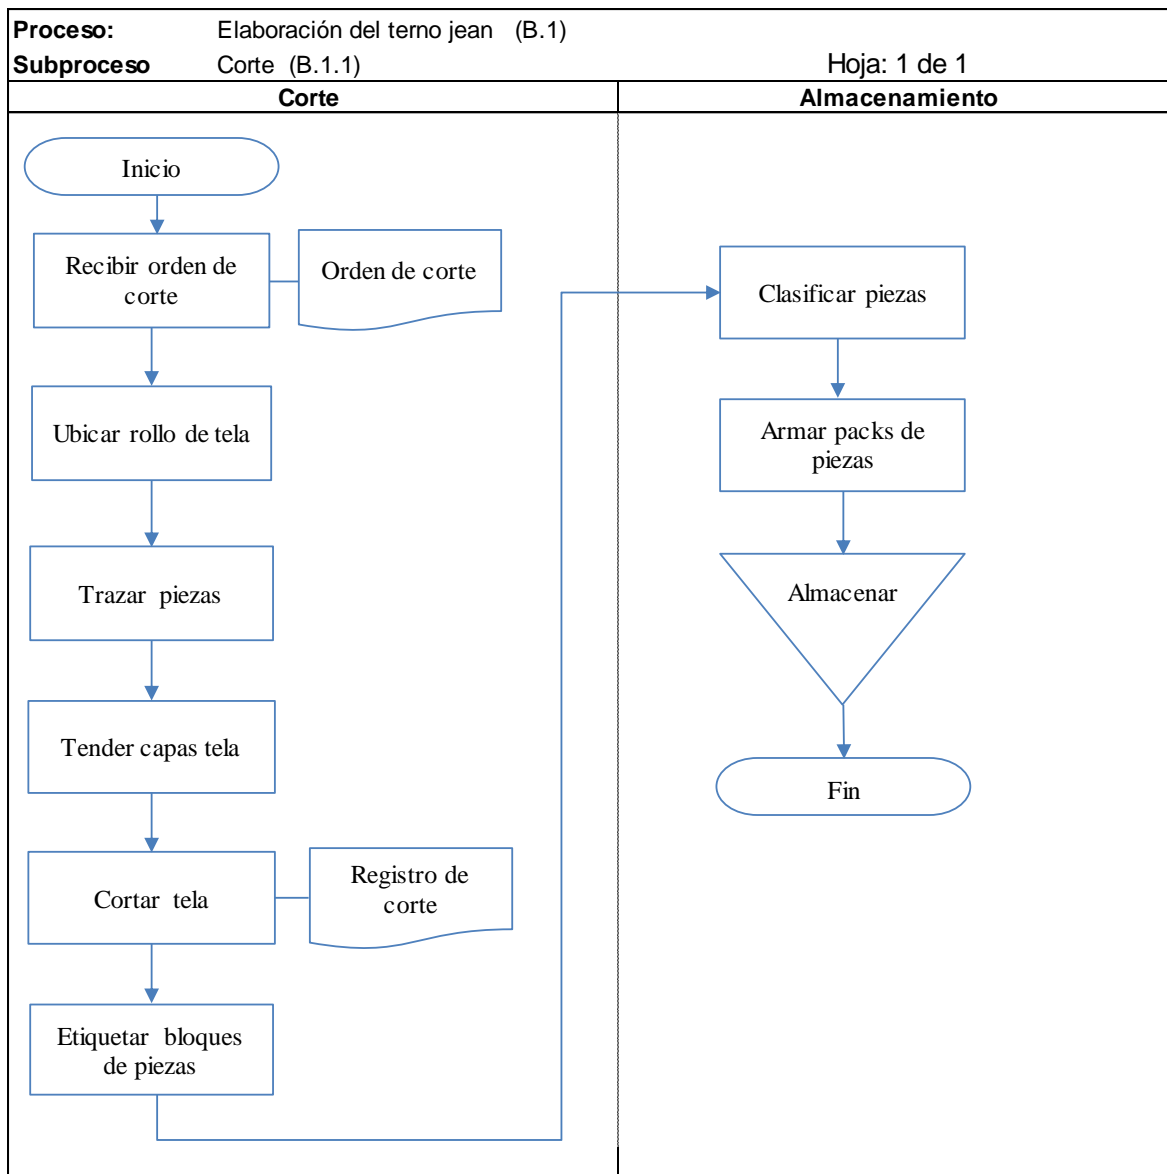 Proceso: Elaboración del terno jean (B.1)
Subproceso Corte (B.1.1) Hoja: 1 de 1
Corte
Almacenamiento
Inicio
Recibir orden de
corte
Orden de corte
Ubicar rollo de tela
Trazar piezas
Tender capas tela
Cortar tela
Registro de
corte
Etiquetar bloques
de piezas
Clasificar piezas
Armar packs de
piezas
Almacenar
Fin